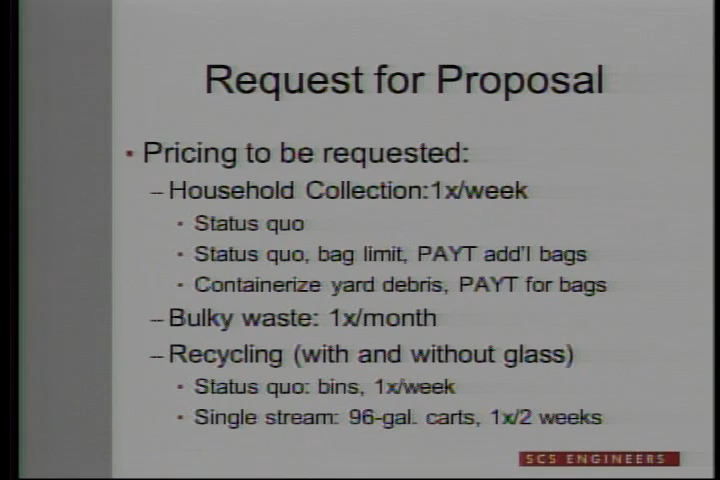 Request for Proposal
• Pricing to be requested:
– Household Collection:1x/week
• Status quo
• Status quo, bag limit, PAYT add'l bags
• Containerize yard debris, PAYT for bags
– Bulky waste: 1x/month
– Recycling (with and without glass)
• Status quo: bins, 1x/week
• Single stream: 96-gal. carts, 1x/2 weeks
SCS ENGINEERS